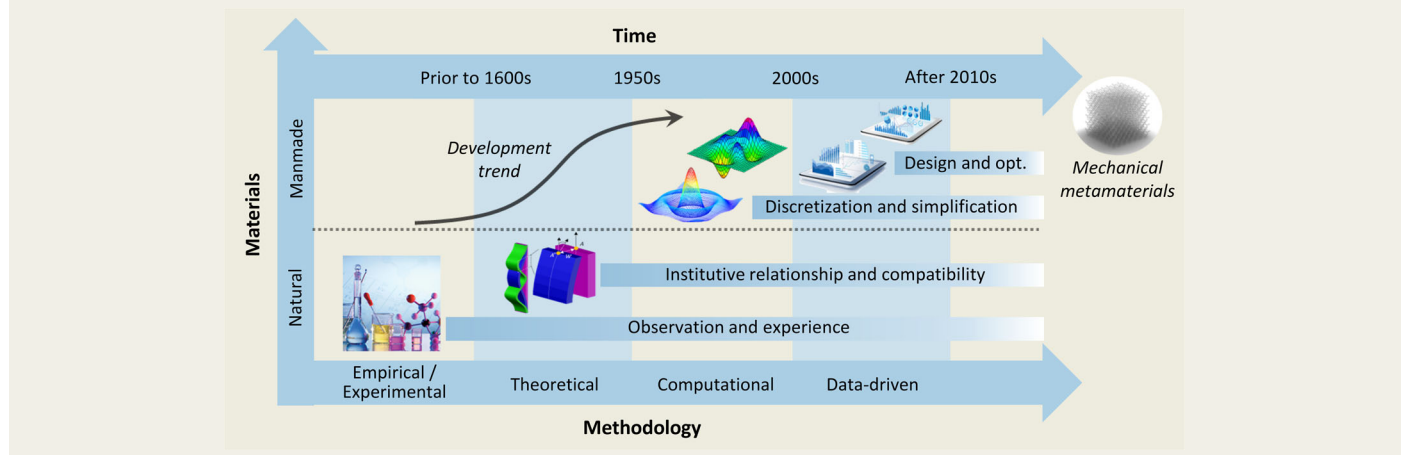 Time
Prior to 1600s
1950s
2000s
After 2010s
Materials
Manmade
Natural
Development
trend
Design and opt.
Discretization and simplification
Mechanical
metamaterials
Institutive relationship and compatibility
Observation and experience
Empirical /
Experimental
Theoretical
Computational
Data-driven
Methodology